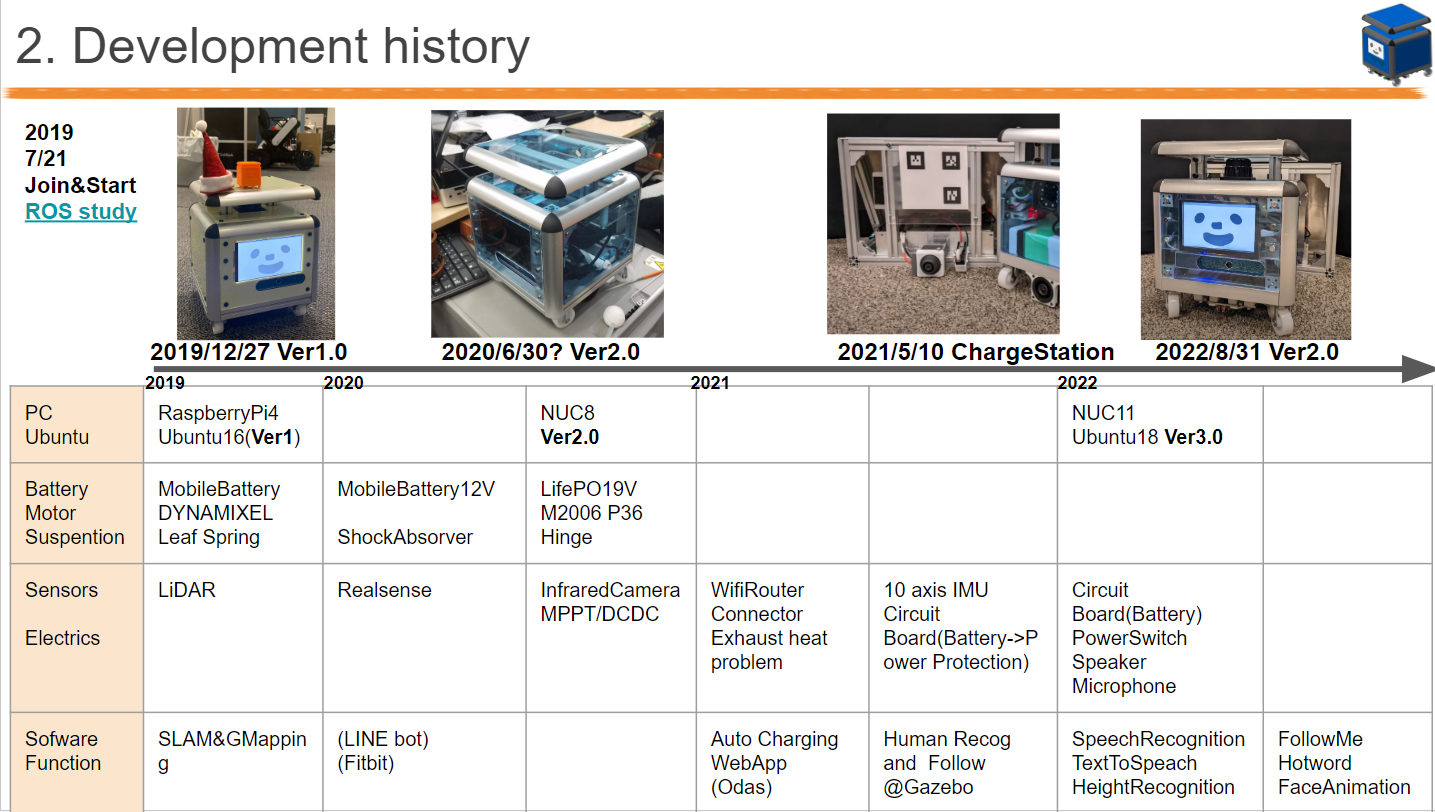 2. Development history
2019
7/21
Join&Start
ROS study
2019/12/27 Ver1.0
2020/6/30? Ver2.0
2021/5/10 ChargeStation
2022/8/31 Ver2.0
2019
2020
2021
2022
PC
Ubuntu
RaspberryPi4
Ubuntu16(Ver1)
NUC8
Ver2.0
NUC11
Ubuntu18 Ver3.0
Battery
Motor
Suspention
MobileBattery
DYNAMIXEL
Leaf Spring
MobileBattery12V
ShockAbsorver
LifePO19V
M2006 P36
Hinge
Sensors
Electrics
LiDAR
Realsense
InfraredCamera
MPPT/DCDC
WifiRouter
Connector
Exhaust heat
problem
10 axis IMU
Circuit
Board(Battery->P
ower Protection)
Circuit
Board(Battery)
PowerSwitch
Speaker
Microphone
Sofware
Function
SLAM&GMappin
g
(LINE bot)
(Fitbit)
Auto Charging
WebApp
(Odas)
Human Recog
and  Follow
@Gazebo
SpeechRecognition
TextToSpeach
HeightRecognition
FollowMe
Hotword
FaceAnimation